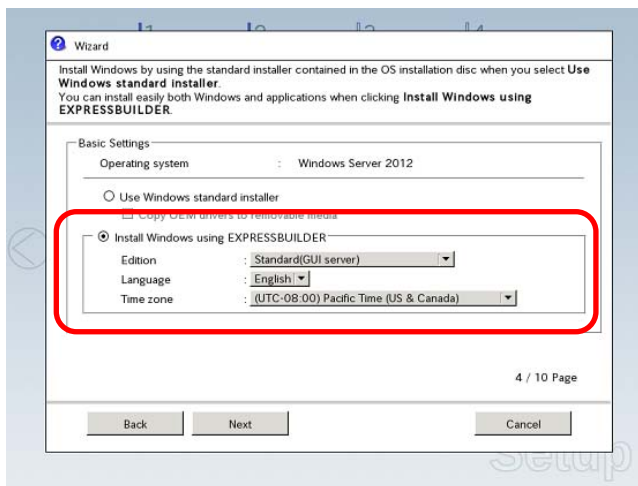 1 2 3 4
Wizard
Install Windows by using the standard installer contained in the OS installation disc when you select Use
Windows standard installer.
You can install easily both Windows and applications when clicking Install Windows using
EXPRESSBUILDER.
Basic Settings
Operating system : Windows Server 2012
Use Windows standard installer
Copy OEM drivers to removable media
Install Windows using EXPRESSBUILDER
Edition : Standard(GUI server)
Language : English
Time zone : (UTC-08:00) Pacific Time (US & Canada)
4 / 10 Page
Back Next Cancel
Setup